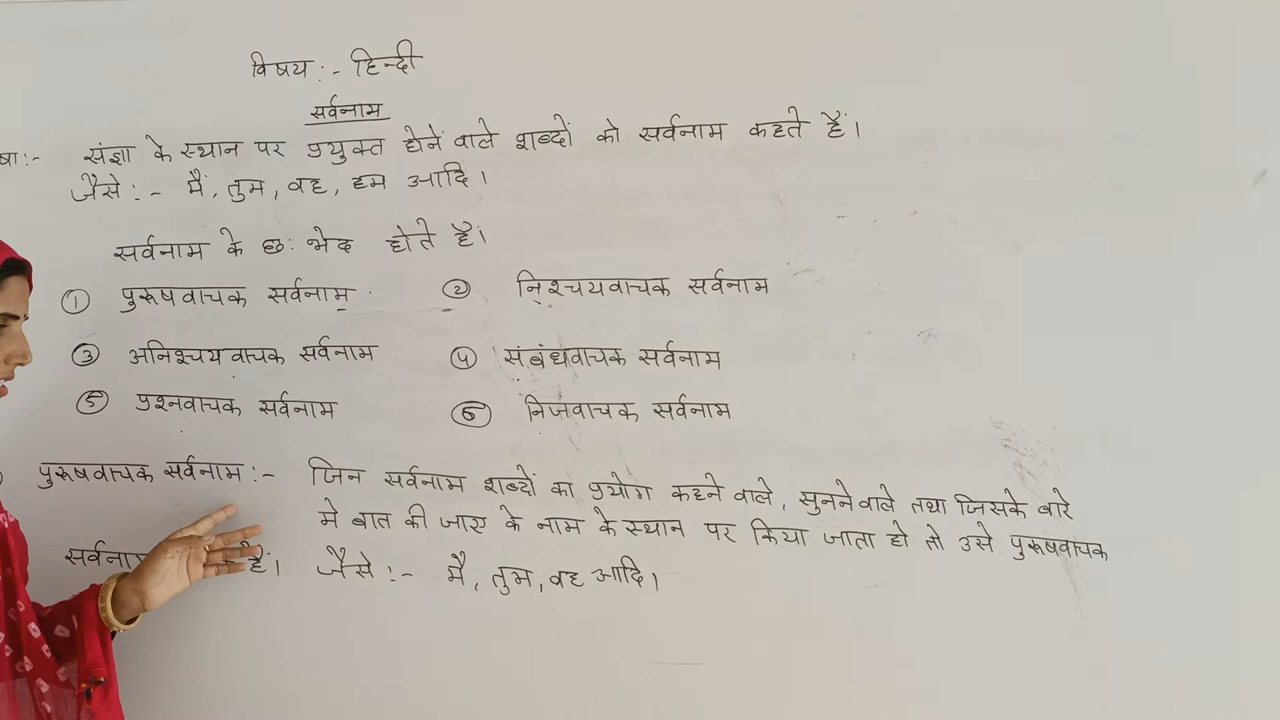 विषय :- हिन्दी
सर्वनाम
षा:- संज्ञा के स्थान पर प्रयुक्त होनें वाले शब्दों को सर्वनाम कहते हैं।
जैसे :- मैं, तुम, वह, हम आदि।
सर्वनाम के छः भेद होते हैं।
① पुरूषवाचक सर्वनाम ② निश्चयवाचक सर्वनाम
③ अनिश्चयवाचक सर्वनाम ④ संबंधवाचक सर्वनाम
⑤ प्रश्नवाचक सर्वनाम ⑥ निजवाचक सर्वनाम
पुरूषवाचक सर्वनाम :- जिन सर्वनाम शब्दों का प्रयोग कहने वाले, सुनने वाले तथा जिसके बारे
मे बात की जाए के नाम के स्थान पर किया जाता हो तो उसे पुरूषवाचक
सर्वनाम हैं। जैसे :- मै, तुम, वह आदि।